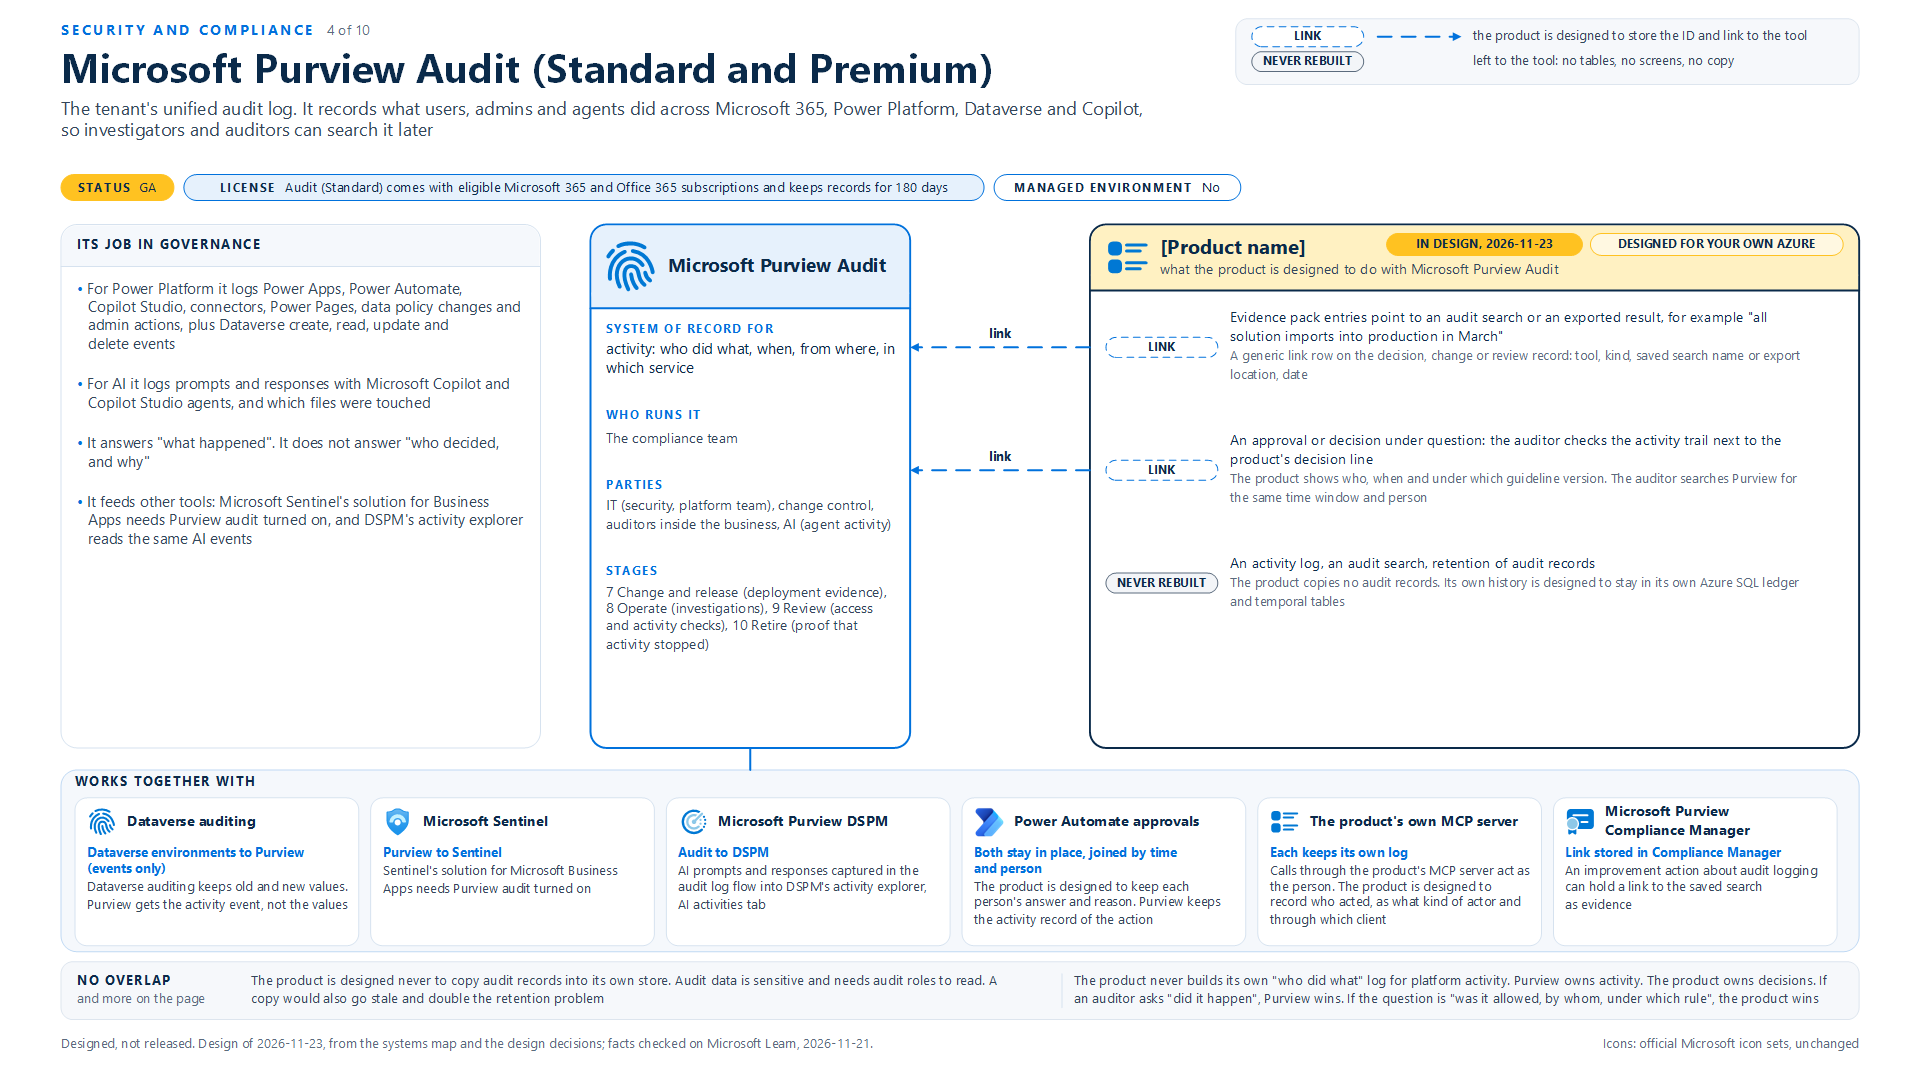 SECURITY AND COMPLIANCE 4 of 10
Microsoft Purview Audit (Standard and Premium)
The tenant's unified audit log. It records what users, admins and agents did across Microsoft 365, Power Platform, Dataverse and Copilot,
so investigators and auditors can search it later
LINK the product is designed to store the ID and link to the tool
NEVER REBUILT left to the tool: no tables, no screens, no copy
STATUS GA
LICENSE Audit (Standard) comes with eligible Microsoft 365 and Office 365 subscriptions and keeps records for 180 days
MANAGED ENVIRONMENT No
ITS JOB IN GOVERNANCE
• For Power Platform it logs Power Apps, Power Automate,
Copilot Studio, connectors, Power Pages, data policy changes and
admin actions, plus Dataverse create, read, update and
delete events
• For AI it logs prompts and responses with Microsoft Copilot and
Copilot Studio agents, and which files were touched
• It answers "what happened". It does not answer "who decided,
and why"
• It feeds other tools: Microsoft Sentinel's solution for Business
Apps needs Purview audit turned on, and DSPM's activity explorer
reads the same AI events
Microsoft Purview Audit
SYSTEM OF RECORD FOR
activity: who did what, when, from where, in
which service
WHO RUNS IT
The compliance team
PARTIES
IT (security, platform team), change control,
auditors inside the business, AI (agent activity)
STAGES
7 Change and release (deployment evidence),
8 Operate (investigations), 9 Review (access
and activity checks), 10 Retire (proof that
activity stopped)
link
link
[Product name]
IN DESIGN, 2026-11-23
DESIGNED FOR YOUR OWN AZURE
what the product is designed to do with Microsoft Purview Audit
LINK
Evidence pack entries point to an audit search or an exported result, for example "all
solution imports into production in March"
A generic link row on the decision, change or review record: tool, kind, saved search name or export
location, date
LINK
An approval or decision under question: the auditor checks the activity trail next to the
product's decision line
The product shows who, when and under which guideline version. The auditor searches Purview for
the same time window and person
NEVER REBUILT
An activity log, an audit search, retention of audit records
The product copies no audit records. Its own history is designed to stay in its own Azure SQL ledger
and temporal tables
WORKS TOGETHER WITH
Dataverse auditing
Dataverse environments to Purview
(events only)
Dataverse auditing keeps old and new values.
Purview gets the activity event, not the values
Microsoft Sentinel
Purview to Sentinel
Sentinel's solution for Microsoft Business
Apps needs Purview audit turned on
Microsoft Purview DSPM
Audit to DSPM
AI prompts and responses captured in the
audit log flow into DSPM's activity explorer,
AI activities tab
Power Automate approvals
Both stay in place, joined by time
and person
The product is designed to keep each
person's answer and reason. Purview keeps
the activity record of the action
The product's own MCP server
Each keeps its own log
Calls through the product's MCP server act as
the person. The product is designed to
record who acted, as what kind of actor and
through which client
Microsoft Purview
Compliance Manager
Link stored in Compliance Manager
An improvement action about audit logging
can hold a link to the saved search
as evidence
NO OVERLAP
and more on the page
The product is designed never to copy audit records into its own store. Audit data is sensitive and needs audit roles to read. A
copy would also go stale and double the retention problem
The product never builds its own "who did what" log for platform activity. Purview owns activity. The product owns decisions. If
an auditor asks "did it happen", Purview wins. If the question is "was it allowed, by whom, under which rule", the product wins
Designed, not released. Design of 2026-11-23, from the systems map and the design decisions; facts checked on Microsoft Learn, 2026-11-21.
Icons: official Microsoft icon sets, unchanged